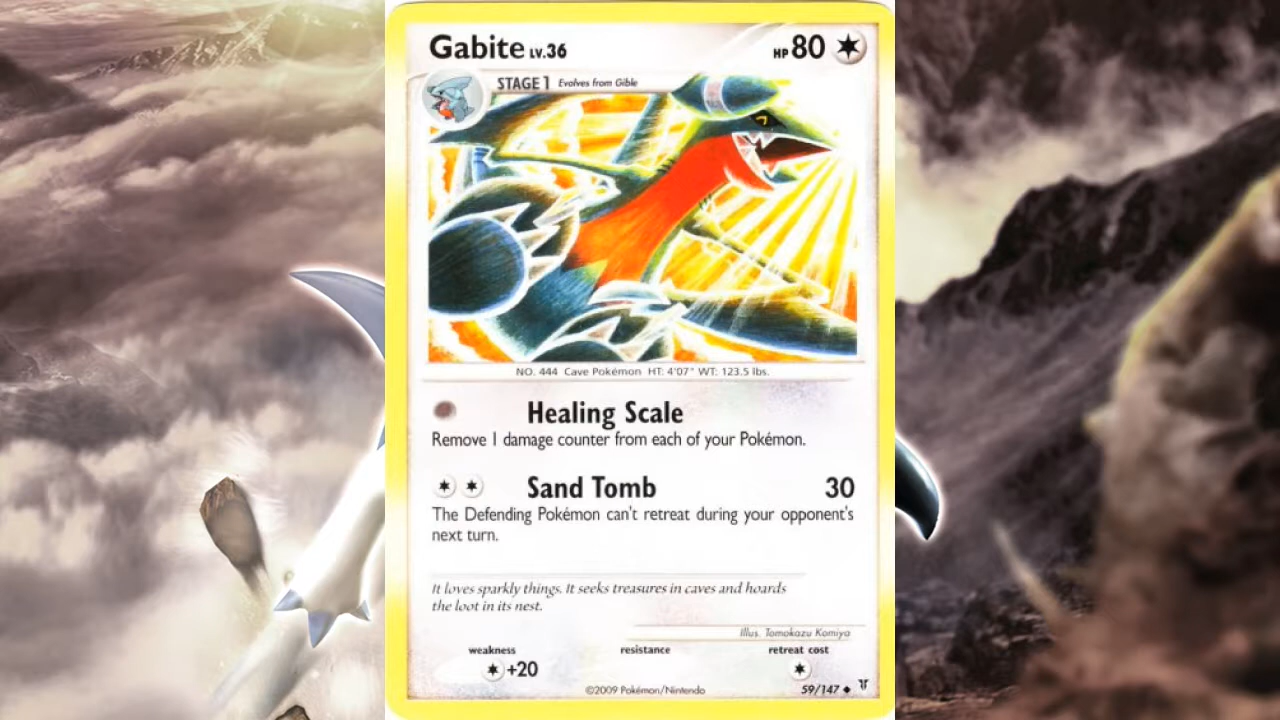 Gabite LV.36 HP 80
STAGE 1 Evolves from Gible
NO. 444 Cave Pokémon HT: 4'07" WT: 123.5 lbs.
Healing Scale
Remove 1 damage counter from each of your Pokémon.
Sand Tomb 30
The Defending Pokémon can't retreat during your opponent's
next turn.
It loves sparkly things. It seeks treasures in caves and hoards
the loot in its nest.
Illus. Tomokazu Komiya
weakness resistance retreat cost
+20
©2009 Pokémon/Nintendo 59/147